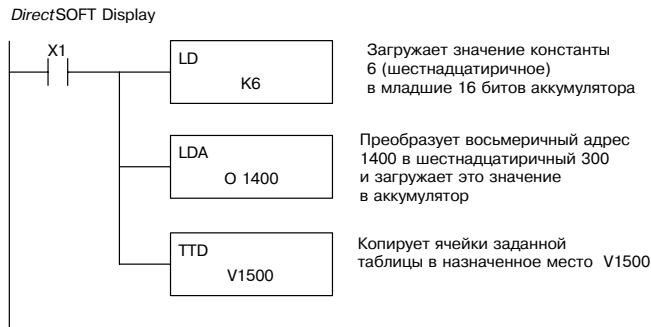 DirectSOFT Display
X1
LD
K6
Загружает значение константы
6 (шестнадцатиричное)
в младшие 16 битов аккумулятора
LDA
O 1400
Преобразует восьмеричный адрес
1400 в шестнадцатиричный 300
и загружает это значение
в аккумулятор
TTD
V1500
Копирует ячейки заданной
таблицы в назначенное место V1500